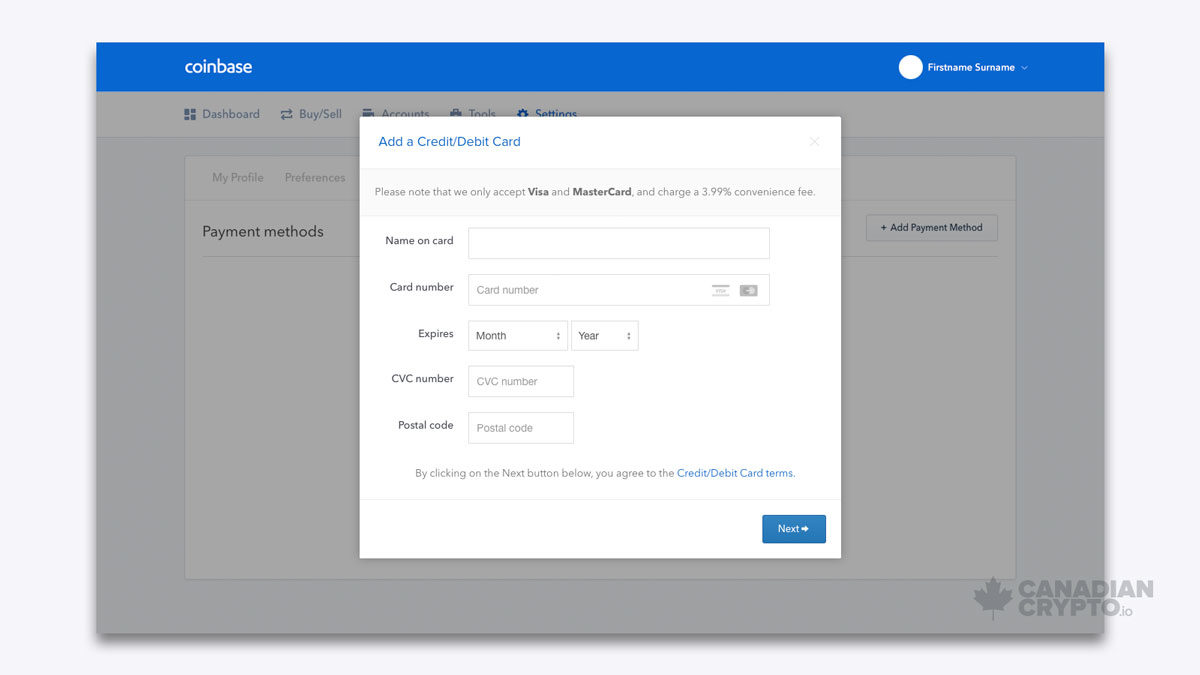 coinbase
Firstname Surname
Dashboard Buy/Sell Accounts Tools Settings
Add a Credit/Debit Card
My Profile Preferences
Please note that we only accept Visa and MasterCard, and charge a 3.99% convenience fee.
Payment methods
+ Add Payment Method
Name on card
Card number Card number VISA
Expires Month Year
CVC number CVC number
Postal code Postal code
By clicking on the Next button below, you agree to the Credit/Debit Card terms.
Next
CANADIAN
CRYPTO.io